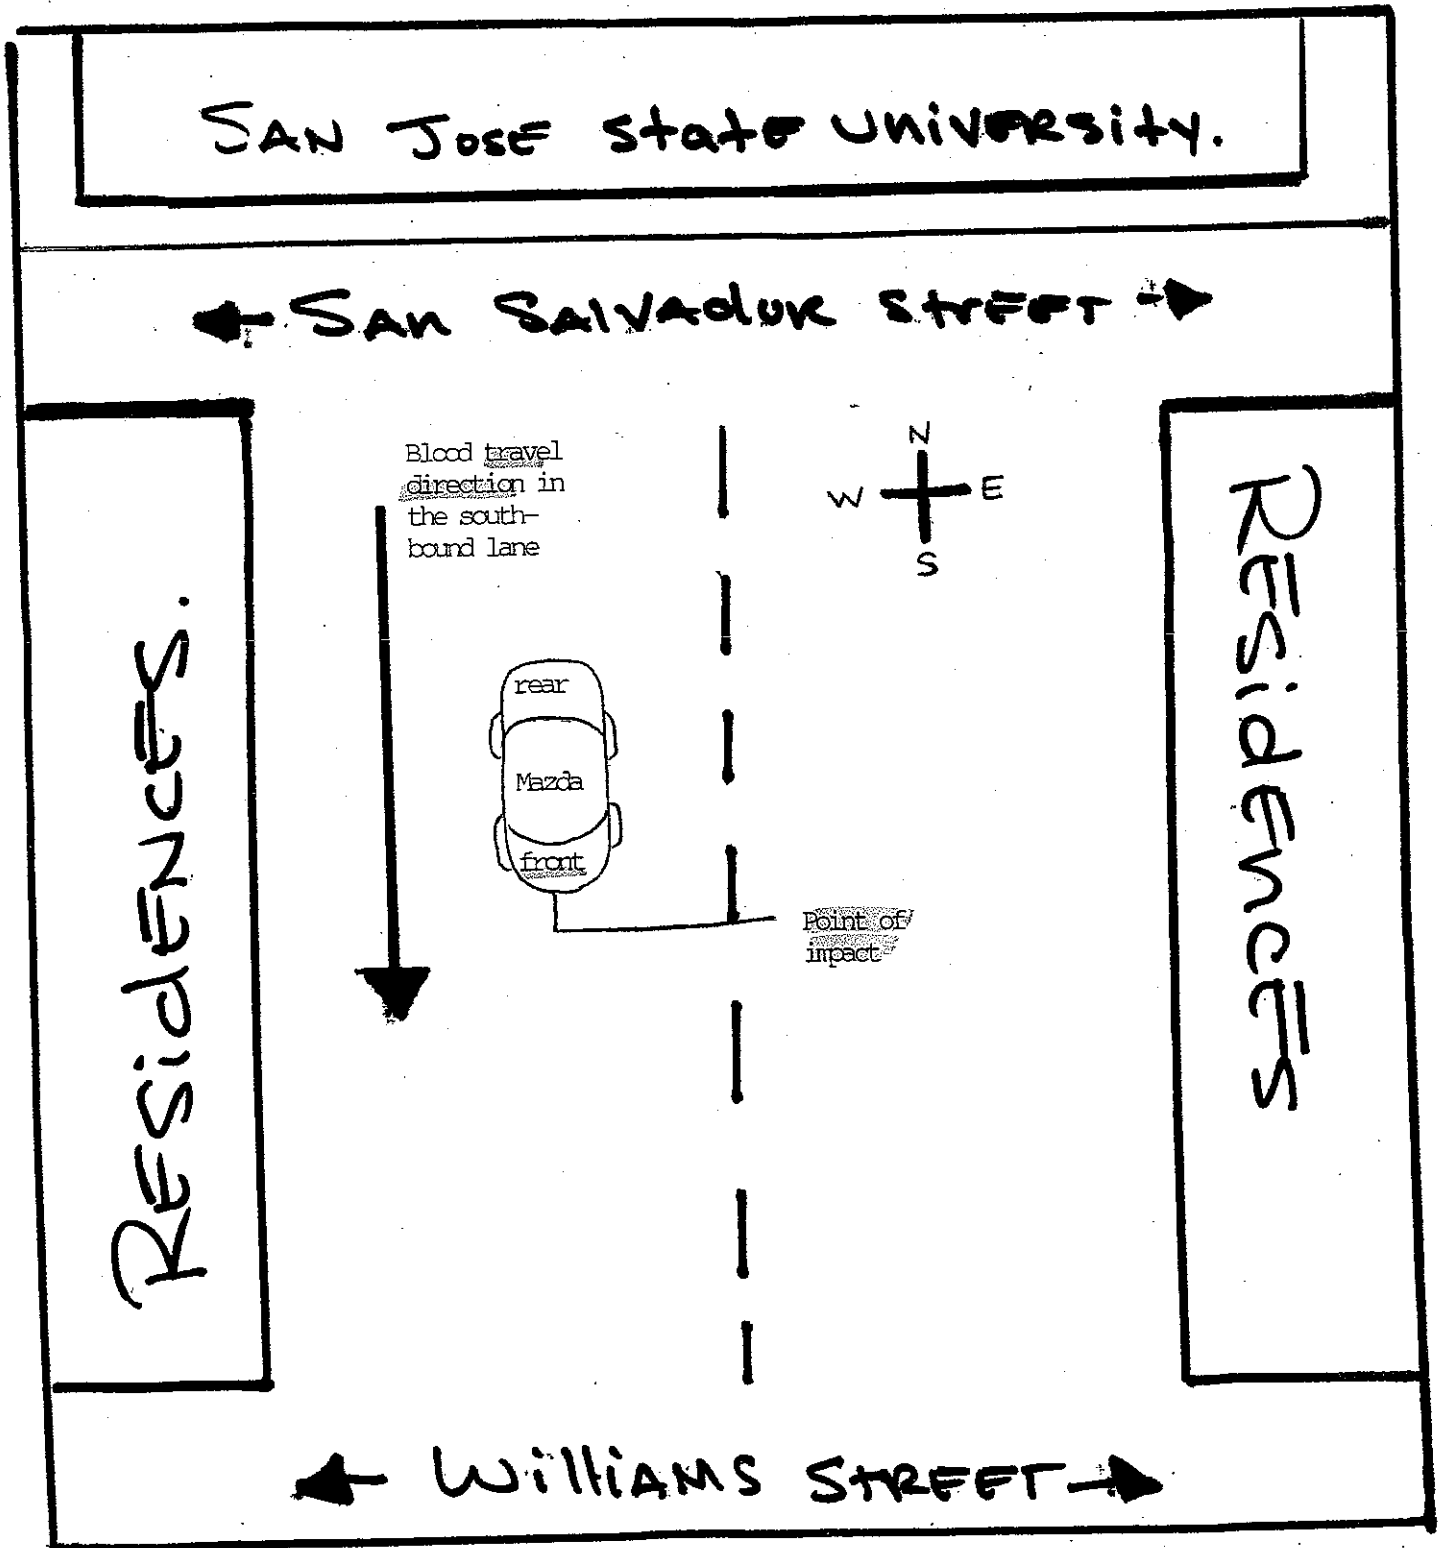 SAN JOSE State UNiVERSity.
SAN SALVADOR StREET
Blood travel
direction in
the south-
bound lane
N
W E
S
RESidENCES.
RESidENCES
rear
Mazda
front
Point of
impact
WilliAMS StREET